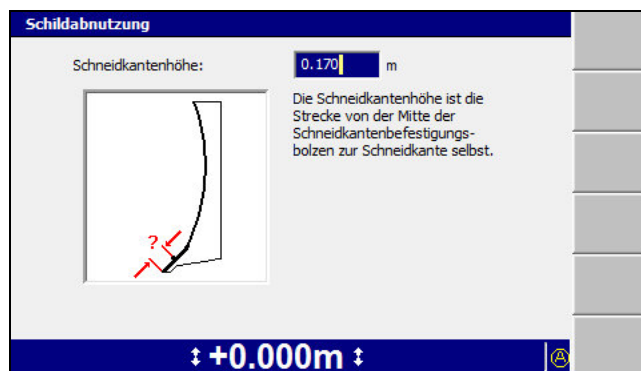 Schildabnutzung
Schneidkantenhöhe: 0.170 m
Die Schneidkantenhöhe ist die
Strecke von der Mitte der
Schneidkantenbefestigungs-
bolzen zur Schneidkante selbst.
?
+0.000m
A